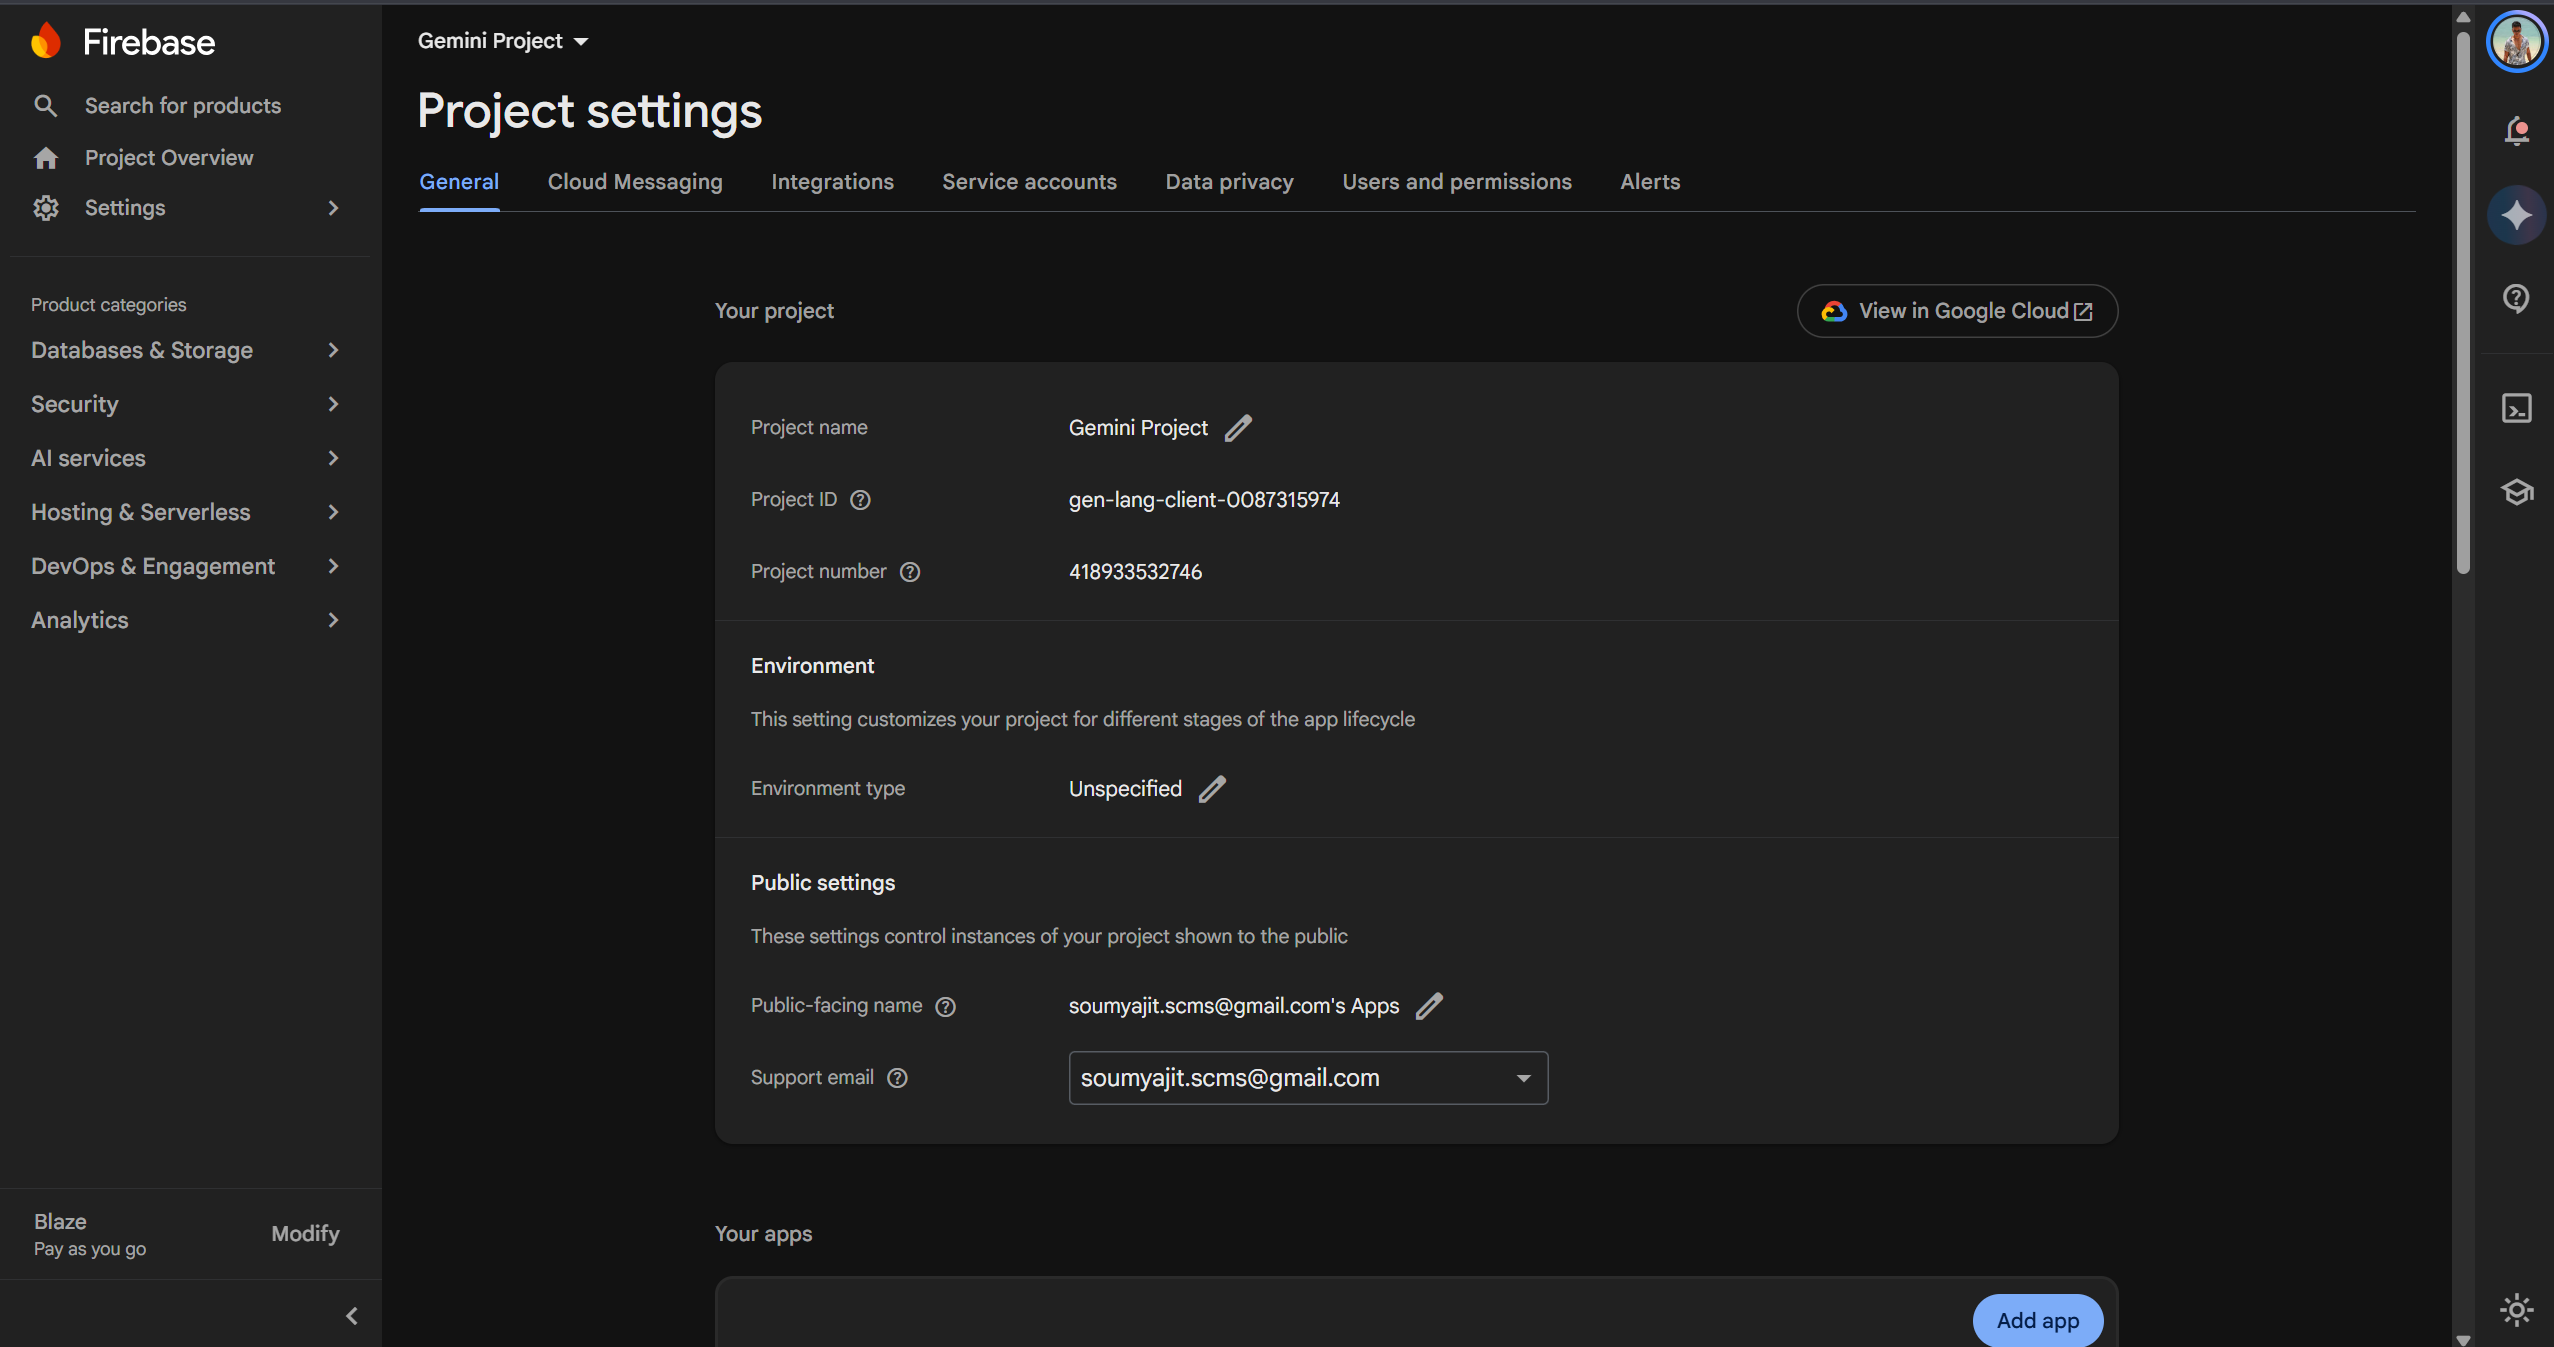 Firebase
Search for products
Project Overview
Settings
Product categories
Databases & Storage
Security
AI services
Hosting & Serverless
DevOps & Engagement
Analytics
Blaze
Pay as you go
Modify
Gemini Project
Project settings
General Cloud Messaging Integrations Service accounts Data privacy Users and permissions Alerts
Your project
View in Google Cloud
Project name Gemini Project
Project ID gen-lang-client-0087315974
Project number 418933532746
Environment
This setting customizes your project for different stages of the app lifecycle
Environment type Unspecified
Public settings
These settings control instances of your project shown to the public
Public-facing name soumyajit.scms@gmail.com's Apps
Support email soumyajit.scms@gmail.com
Your apps
Add app